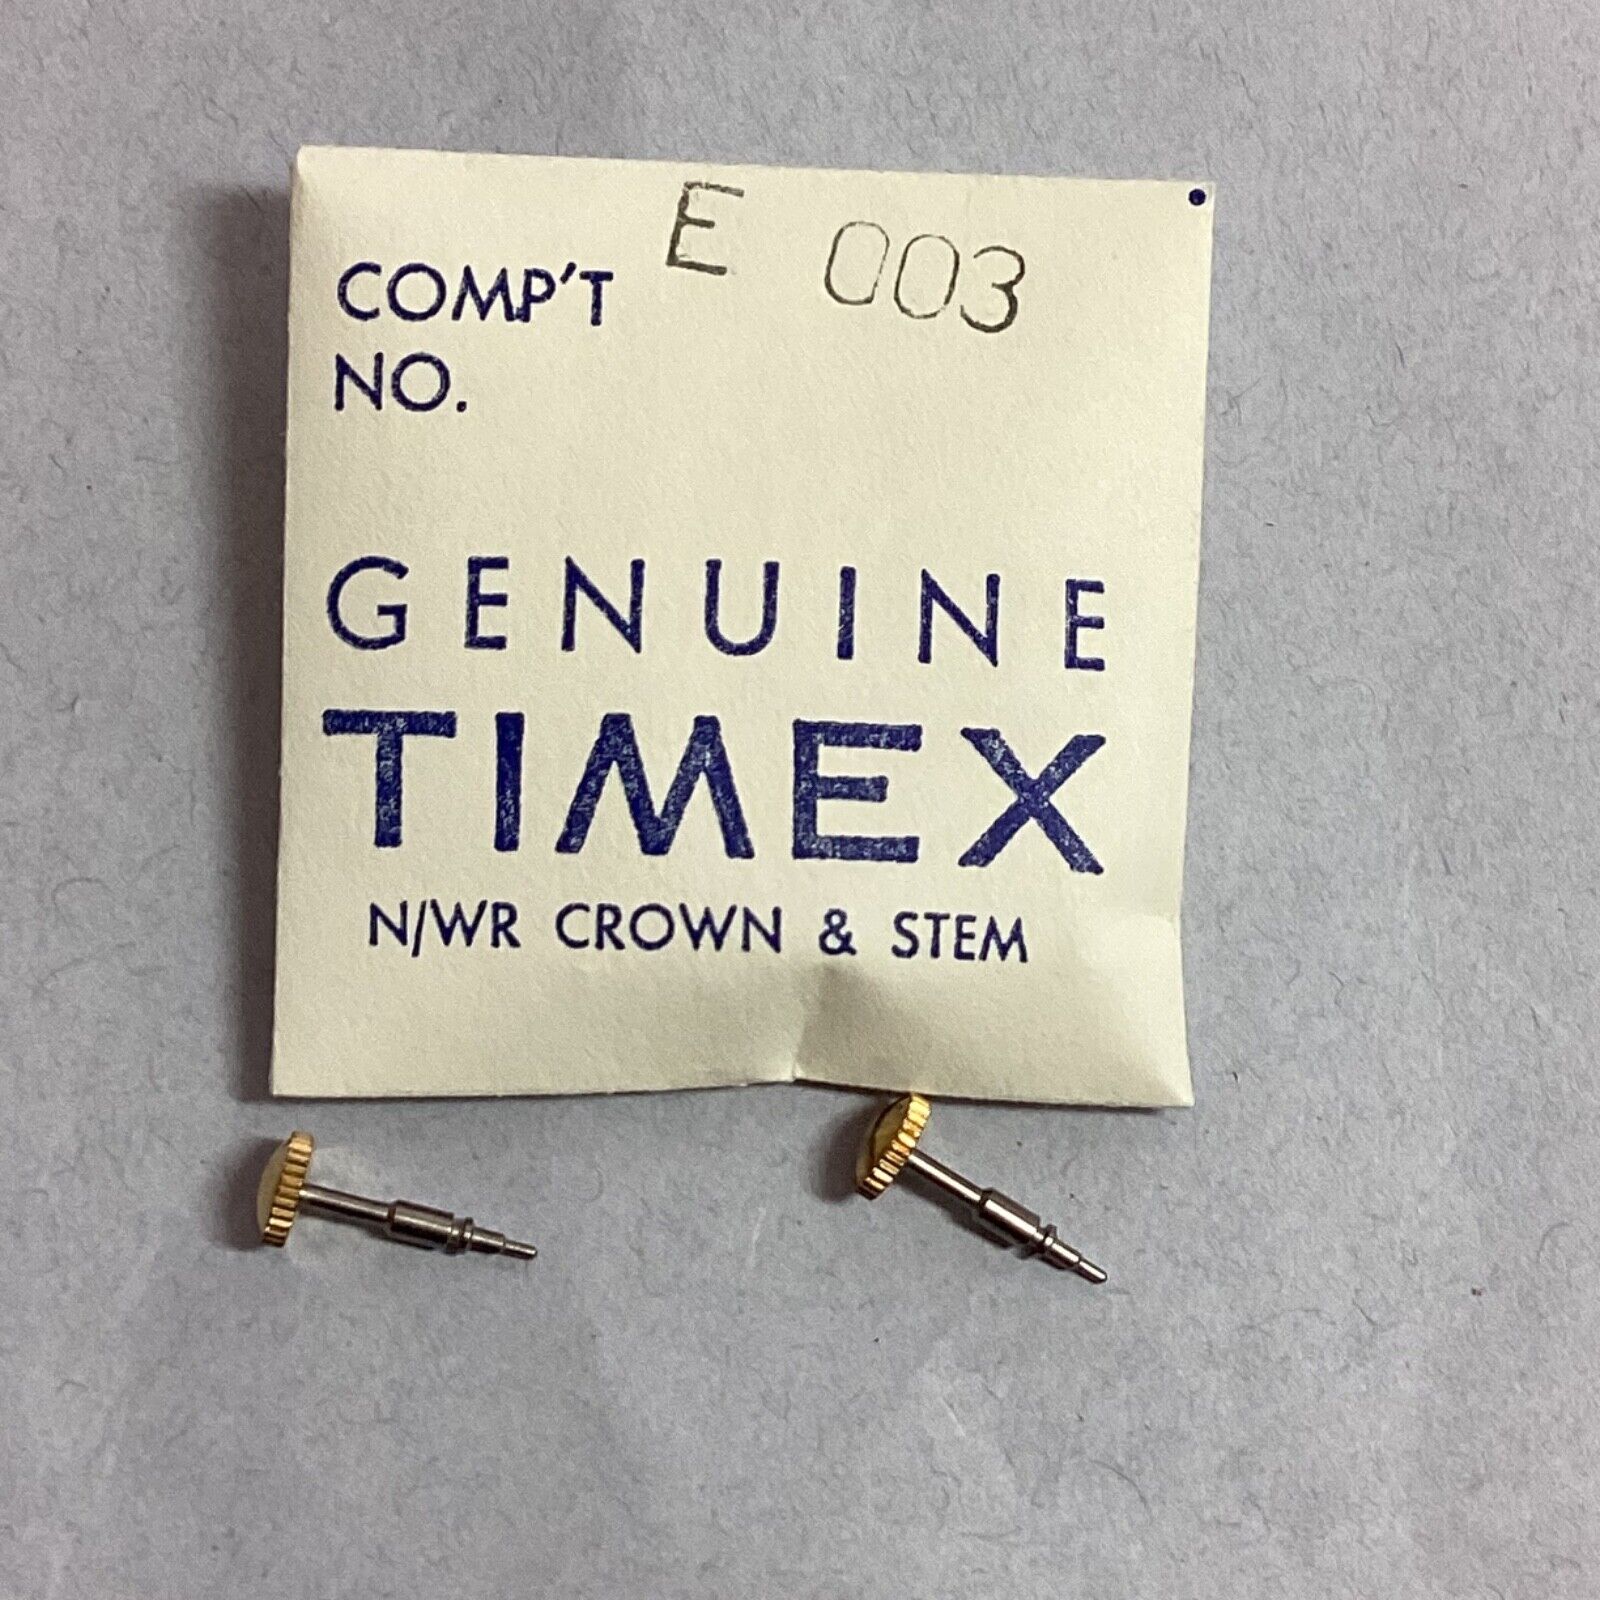 E 003
COMP'T
NO.
GENUINE
TIMEX
N/WR CROWN & STEM